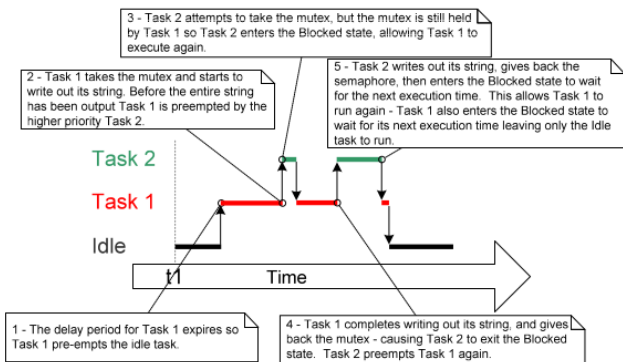 3 - Task 2 attempts to take the mutex, but the mutex is still held
by Task 1 so Task 2 enters the Blocked state, allowing Task 1 to
execute again.
2 - Task 1 takes the mutex and starts to
write out its string. Before the entire string
has been output Task 1 is preempted by the
higher priority Task 2.
5 - Task 2 writes out its string, gives back the
semaphore, then enters the Blocked state to wait
for the next execution time. This allows Task 1 to
run again - Task 1 also enters the Blocked state to
wait for its next execution time leaving only the Idle
task to run.
Task 2
Task 1
Idle
t1
Time
1 - The delay period for Task 1 expires so
Task 1 pre-empts the idle task.
4 - Task 1 completes writing out its string, and gives
back the mutex - causing Task 2 to exit the Blocked
state. Task 2 preempts Task 1 again.